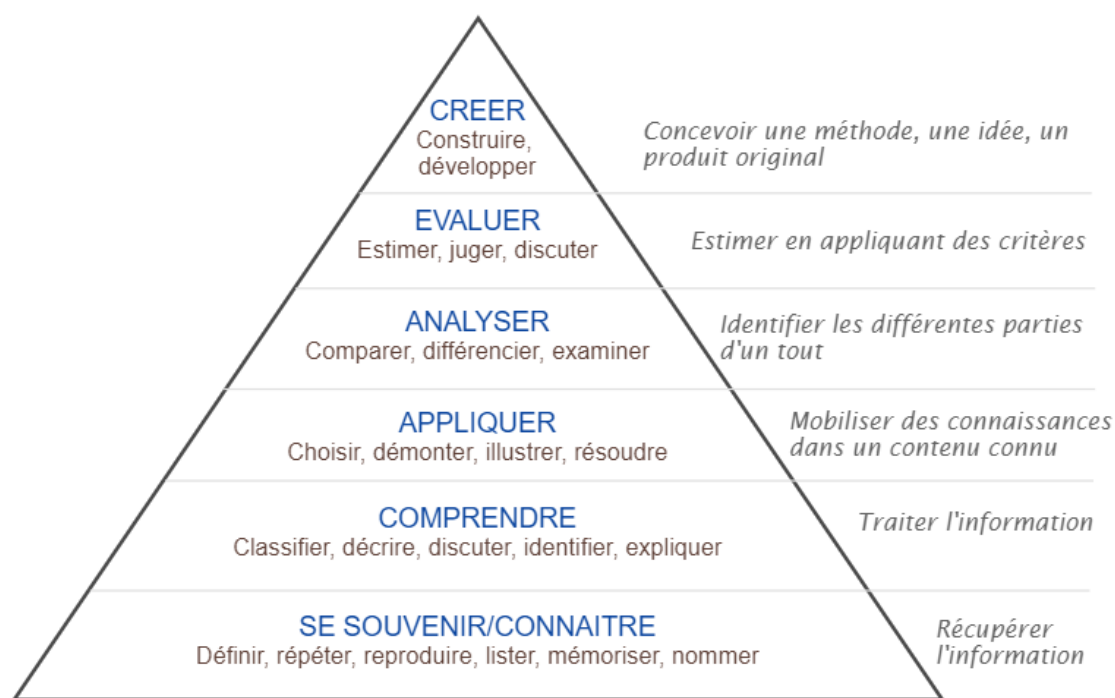 CREER
Construire,
développer
Concevoir une méthode, une idée, un
produit original
EVALUER
Estimer, juger, discuter
Estimer en appliquant des critères
ANALYSER
Comparer, différencier, examiner
Identifier les différentes parties
d'un tout
APPLIQUER
Choisir, démonter, illustrer, résoudre
Mobiliser des connaissances
dans un contenu connu
COMPRENDRE
Classifier, décrire, discuter, identifier, expliquer
Traiter l'information
SE SOUVENIR/CONNAITRE
Définir, répéter, reproduire, lister, mémoriser, nommer
Récupérer
l'information